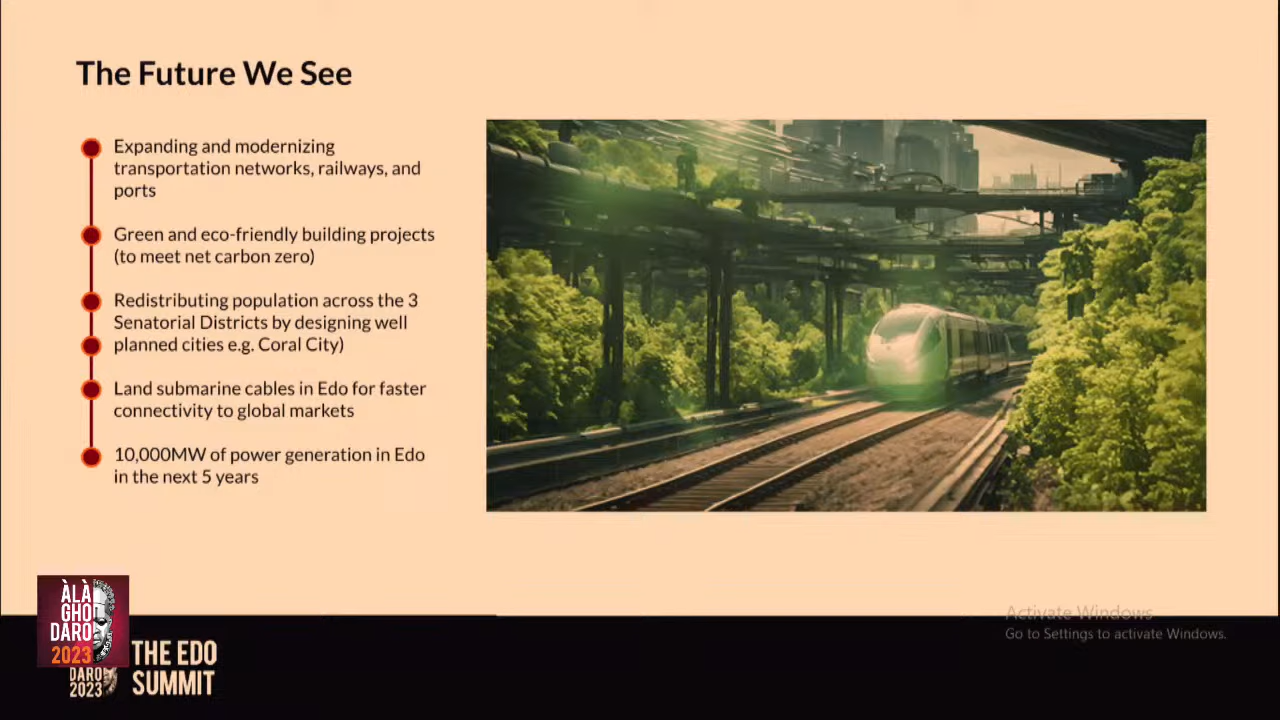 The Future We See
Expanding and modernizing
transportation networks, railways, and
ports
Green and eco-friendly building projects
(to meet net carbon zero)
Redistributing population across the 3
Senatorial Districts by designing well
planned cities e.g. Coral City)
Land submarine cables in Edo for faster
connectivity to global markets
10,000MW of power generation in Edo
in the next 5 years
ÀLÀ
GHO
DARO
2023
DARO
2023
THE EDO
SUMMIT
Activate Windows
Go to Settings to activate Windows.